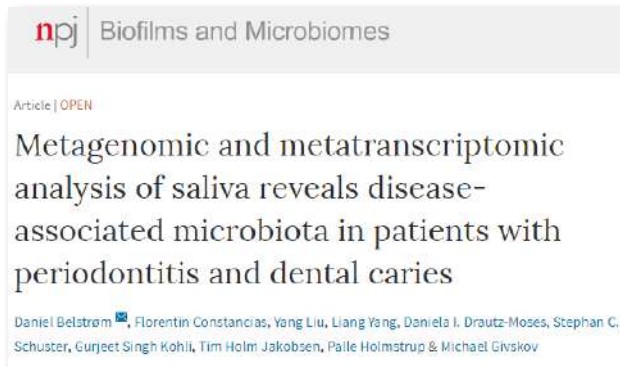 npj Biofilms and Microbiomes
Article | OPEN
Metagenomic and metatranscriptomic
analysis of saliva reveals disease-
associated microbiota in patients with
periodontitis and dental caries
Daniel Belstrøm, Florentin Constancias, Yang Liu, Liang Yang, Daniela I. Drautz-Moses, Stephan C.
Schuster, Gurjeet Singh Kohli, Tim Holm Jakobsen, Palle Holmstrup & Michael Givskov